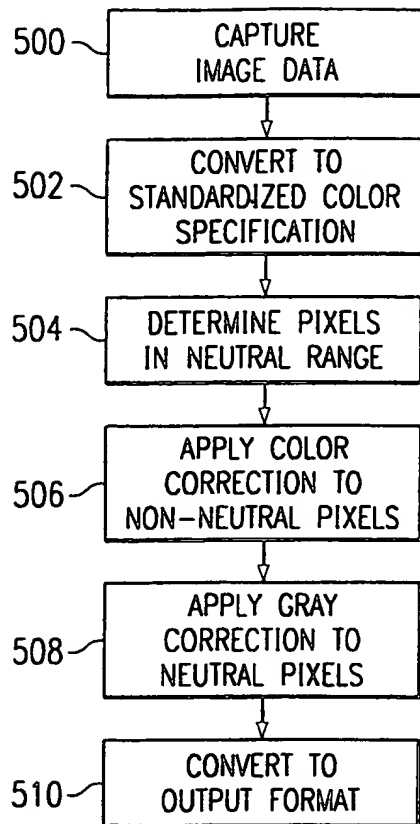 500
CAPTURE
IMAGE DATA
502
CONVERT TO
STANDARDIZED COLOR
SPECIFICATION
504
DETERMINE PIXELS
IN NEUTRAL RANGE
506
APPLY COLOR
CORRECTION TO
NON-NEUTRAL PIXELS
508
APPLY GRAY
CORRECTION TO
NEUTRAL PIXELS
510
CONVERT TO
OUTPUT FORMAT